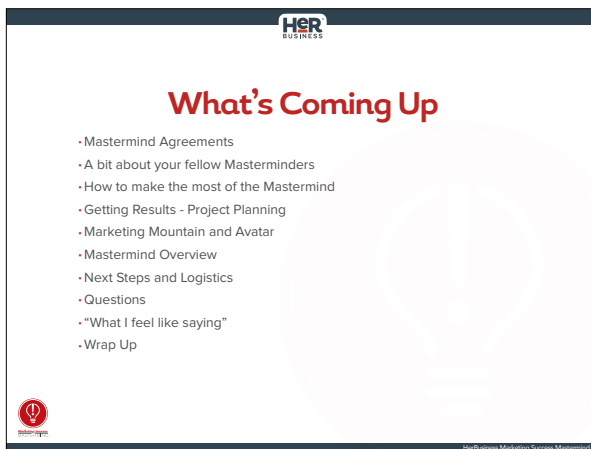 HerR
BUSINESS
What's Coming Up
• Mastermind Agreements
• A bit about your fellow Masterminders
• How to make the most of the Mastermind
• Getting Results - Project Planning
• Marketing Mountain and Avatar
• Mastermind Overview
• Next Steps and Logistics
• Questions
• “What I feel like saying”
• Wrap Up
HerBusiness Marketing Success Mastermind